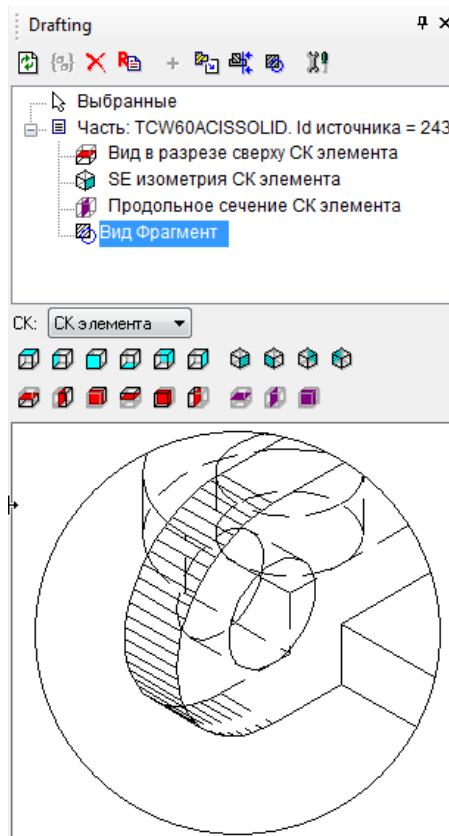 Drafting
Выбранные
Часть: TCW60ACISSOLID. Id источника = 243
Вид в разрезе сверху СК элемента
SE изометрия СК элемента
Продольное сечение СК элемента
Вид Фрагмент
СК: СК элемента